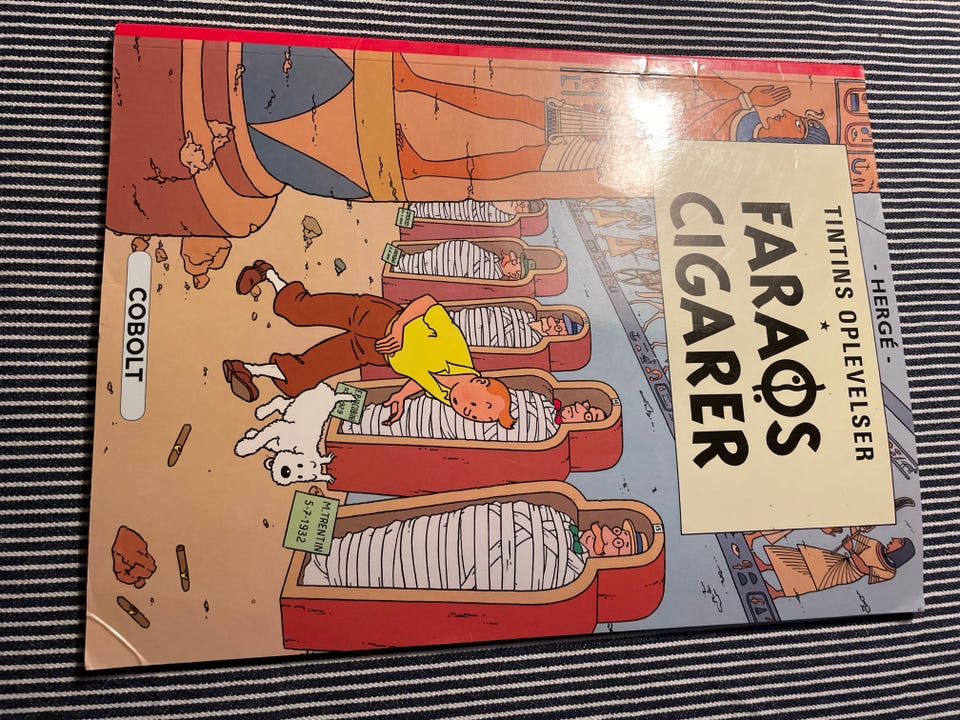 - HERGÉ -
TINTINS OPLEVELSER
FARAOS
CIGARER
M. TRENTIN
5-7-1932
COBOLT